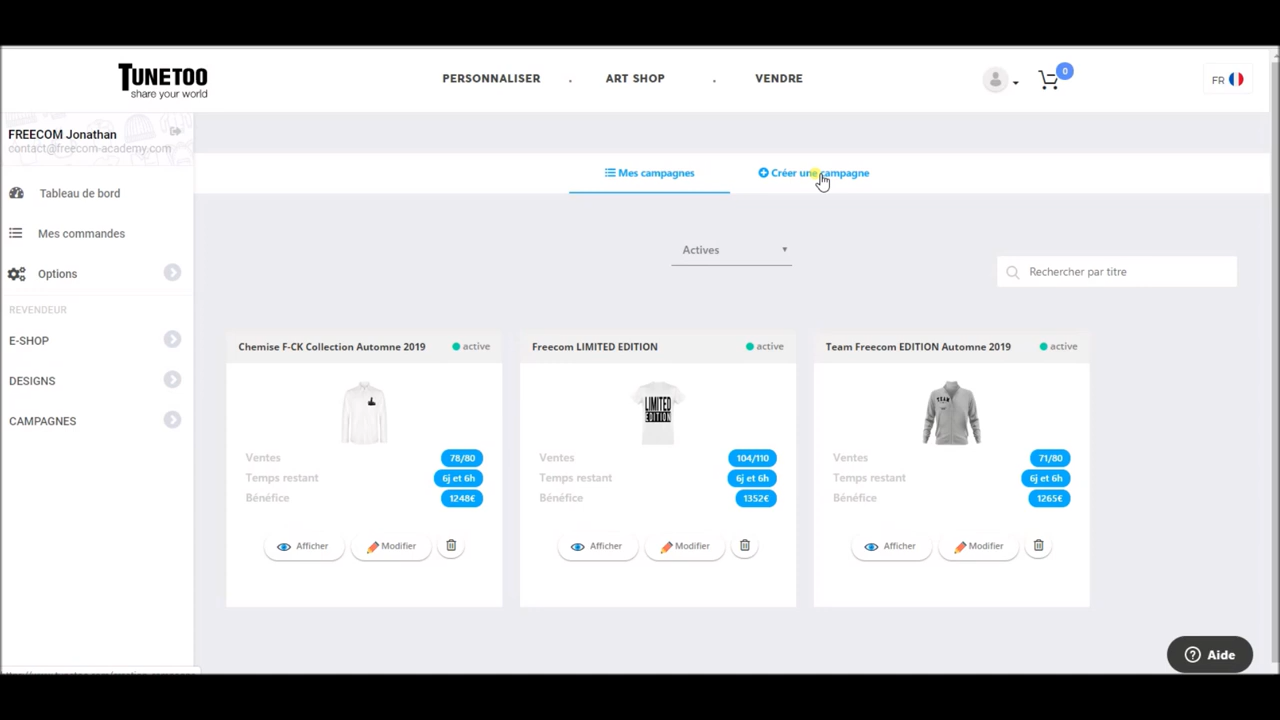 TUNETOO
share your world
PERSONNALISER . ART SHOP . VENDRE
0
FR
FREECOM Jonathan
contact@freecom-academy.com
Tableau de bord
Mes commandes
Options
REVENDEUR
E-SHOP
DESIGNS
CAMPAGNES
Mes campagnes
Créer une campagne
Actives
Rechercher par titre
Chemise F-CK Collection Automne 2019
active
Ventes 78/80
Temps restant 6j et 6h
Bénéfice 1248€
Afficher Modifier
Freecom LIMITED EDITION
active
LIMITED
EDITION
Ventes 104/110
Temps restant 6j et 6h
Bénéfice 1352€
Afficher Modifier
Team Freecom EDITION Automne 2019
active
TEAM
Ventes 71/80
Temps restant 6j et 6h
Bénéfice 1265€
Afficher Modifier
Aide